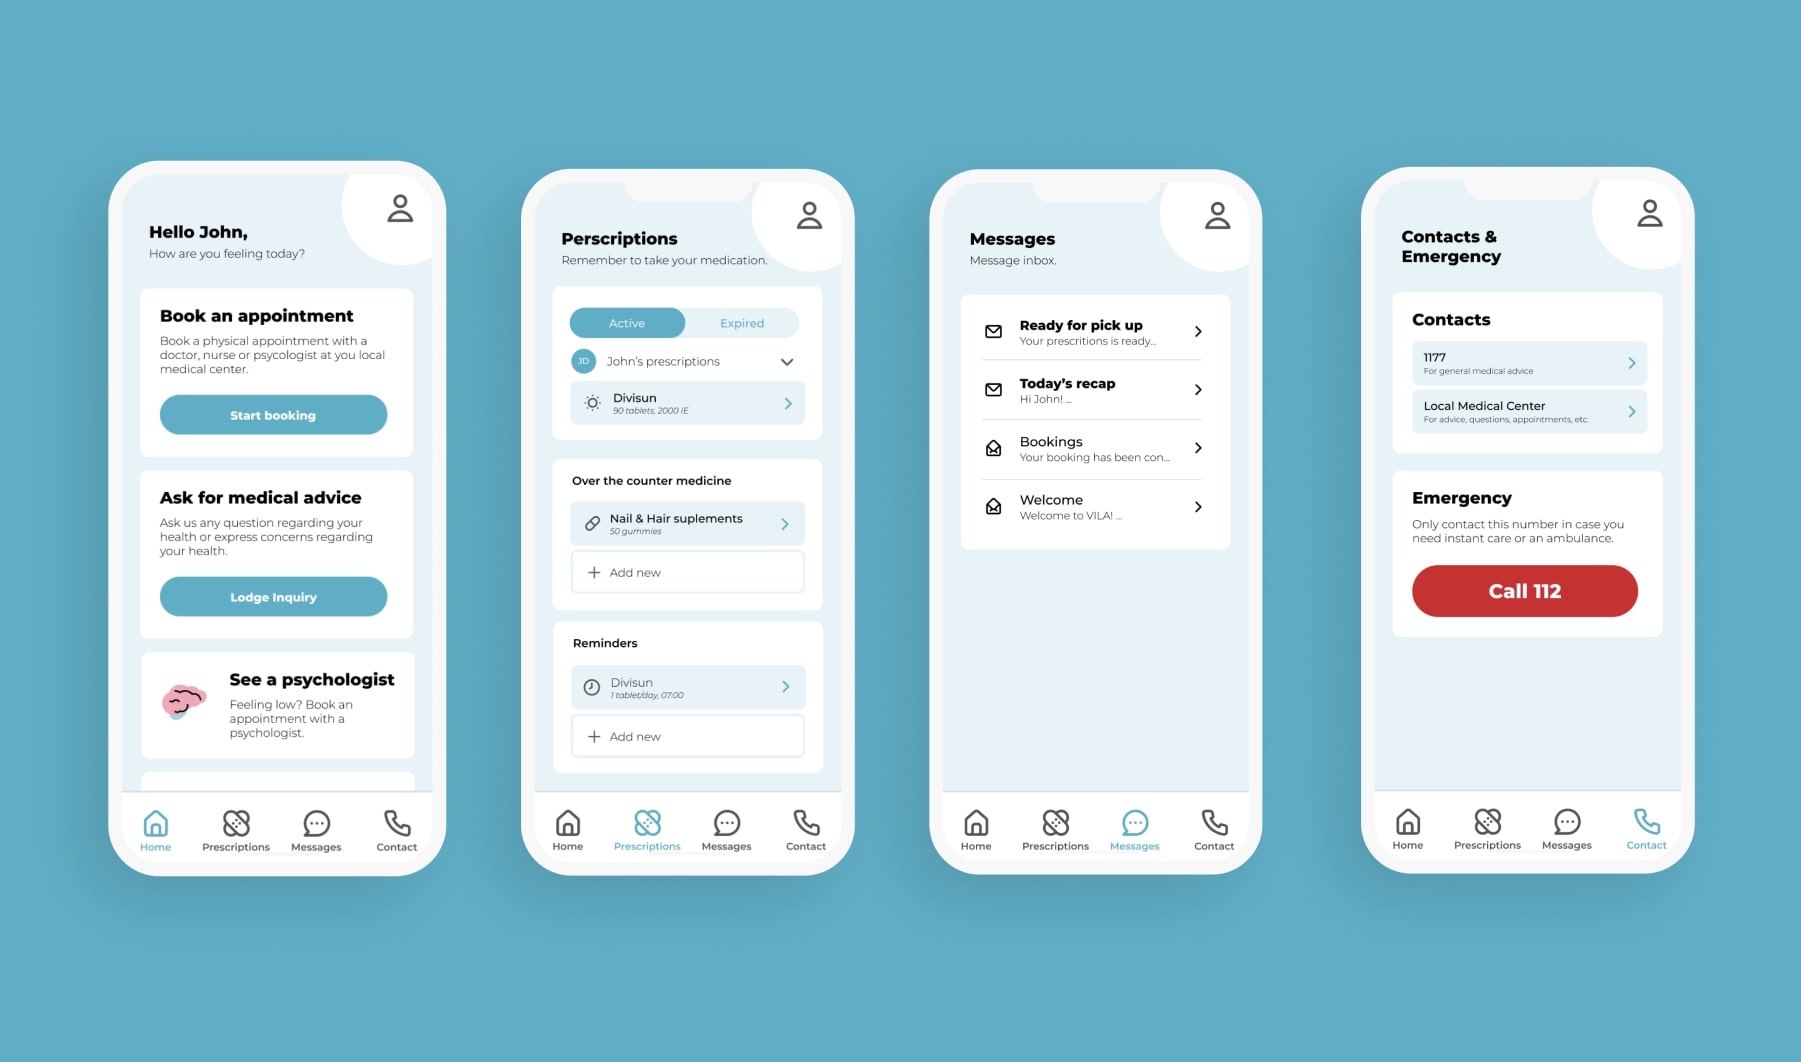 Hello John,
How are you feeling today?
Book an appointment
Book a physical appointment with a
doctor, nurse or psycologist at you local
medical center.
Start booking
Ask for medical advice
Ask us any question regarding your
health or express concerns regarding
your health.
Lodge Inquiry
See a psychologist
Feeling low? Book an
appointment with a
psychologist.
Home
Prescriptions
Messages
Contact
Perscriptions
Remember to take your medication.
Active
Expired
JD
John's prescriptions
Divisun
90 tablets, 2000 IE
Over the counter medicine
Nail & Hair suplements
50 gummies
Add new
Reminders
Divisun
1 tablet/day, 07:00
Add new
Home
Prescriptions
Messages
Contact
Messages
Message inbox.
Ready for pick up
Your prescritions is ready...
Today's recap
Hi John! ...
Bookings
Your booking has been con...
Welcome
Welcome to VILA! ...
Home
Prescriptions
Messages
Contact
Contacts &
Emergency
Contacts
1177
For general medical advice
Local Medical Center
For advice, questions, appointments, etc.
Emergency
Only contact this number in case you
need instant care or an ambulance.
Call 112
Home
Prescriptions
Messages
Contact